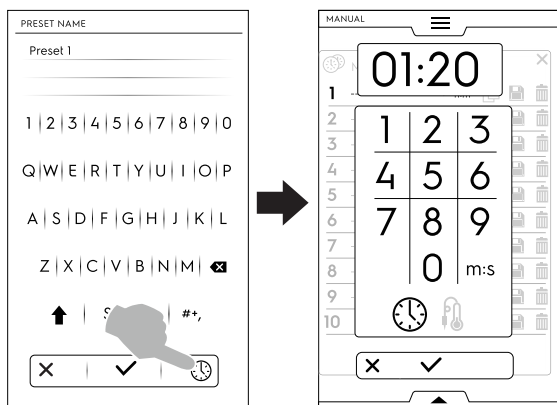 PRESET NAME
Preset 1
1 2 3 4 5 6 7 8 9 0
Q W E R T Y U I O P
A S D F G H J K L
Z X C V B N M
#+,
MANUAL
01:20
1
2
3
4
5
6
7
8
9
10
1 2 3
4 5 6
7 8 9
0 m:s